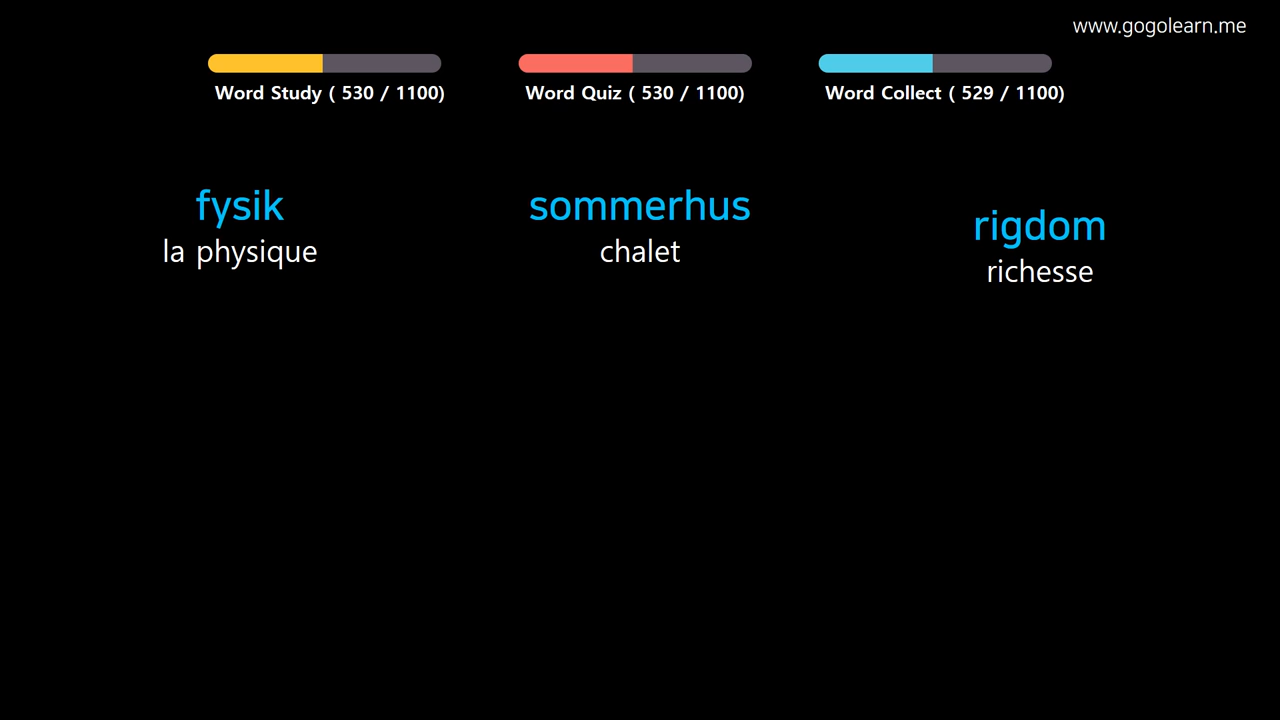 www.gogolearn.me
Word Study ( 530 / 1100)
Word Quiz ( 530 / 1100)
Word Collect ( 529 / 1100)
fysik
la physique
sommerhus
chalet
rigdom
richesse